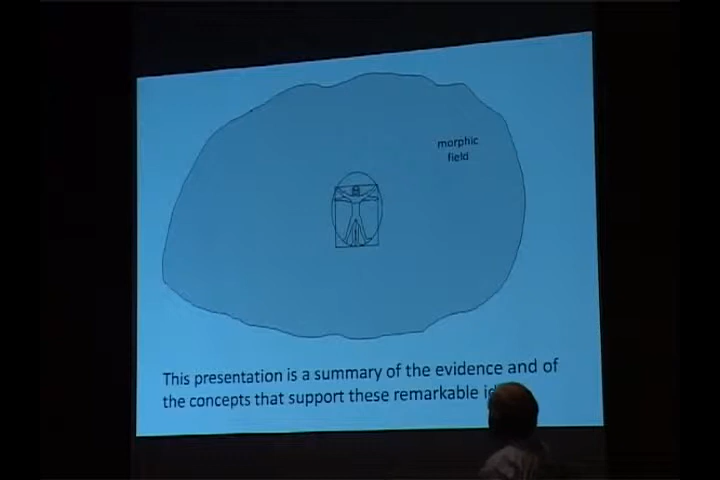 morphic
field
This presentation is a summary of the evidence and of
the concepts that support these remarkable